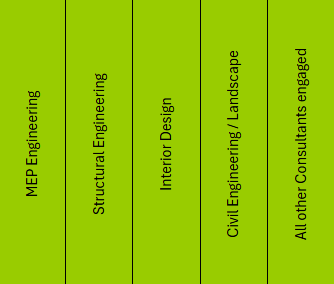 MEP Engineering
Structural Engineering
Interior Design
Civil Engineering / Landscape
All other Consultants engaged